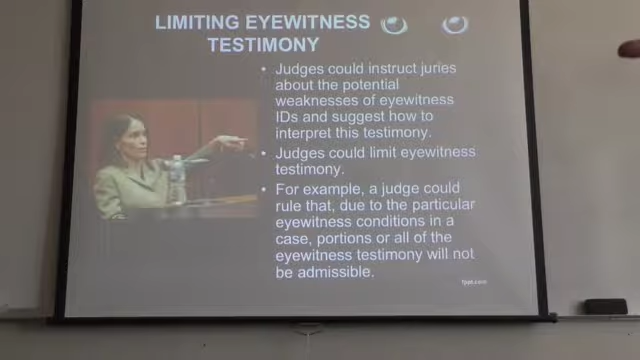 LIMITING EYEWITNESS
TESTIMONY
• Judges could instruct juries
about the potential
weaknesses of eyewitness
IDs and suggest how to
interpret this testimony.
• Judges could limit eyewitness
testimony.
• For example, a judge could
rule that, due to the particular
eyewitness conditions in a
case, portions or all of the
eyewitness testimony will not
be admissible.